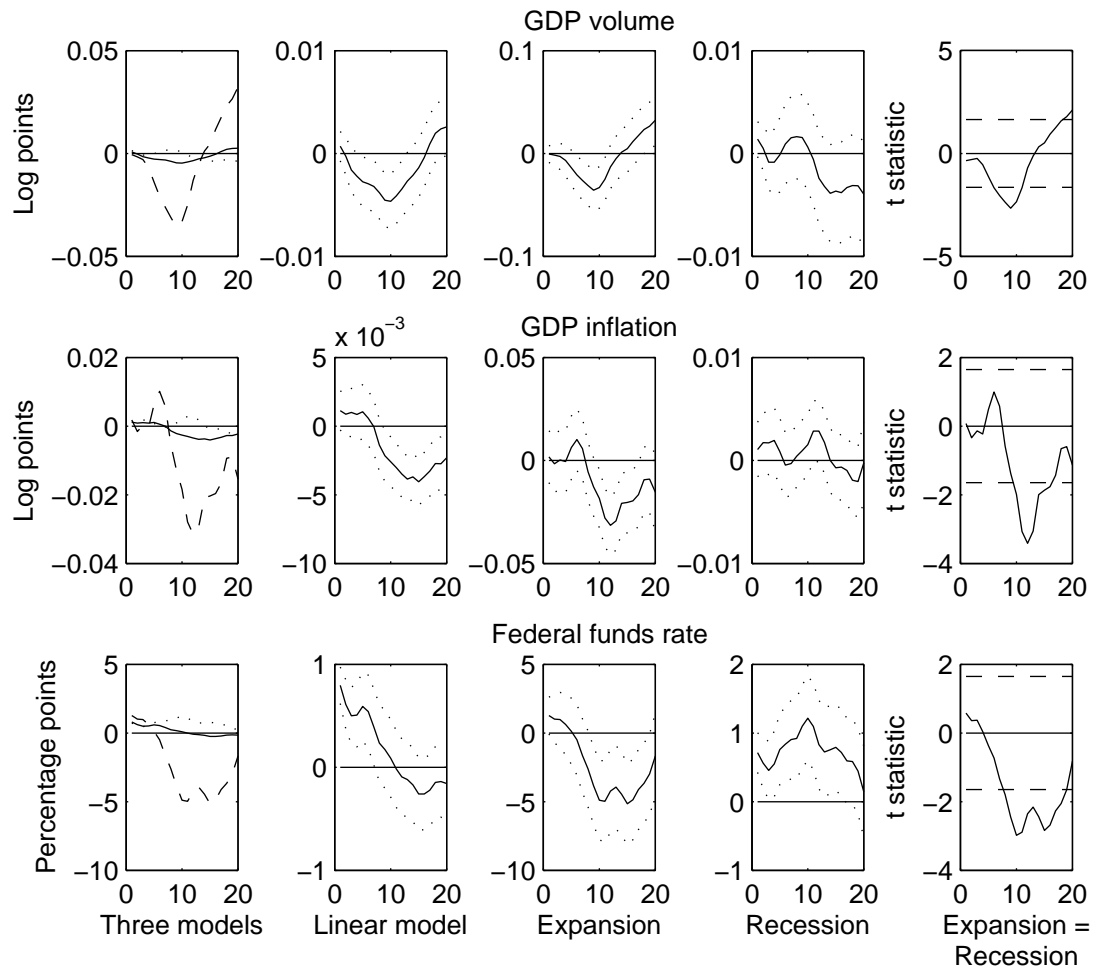 GDP volume
Log points
0.05
0
−0.05
0 10 20
0.01
0
−0.01
0 10 20
0.1
0
−0.1
0 10 20
0.01
0
−0.01
0 10 20
t statistic
5
0
−5
0 10 20
GDP inflation
Log points
0.02
0
−0.02
−0.04
0 10 20
x 10−3
5
0
−5
−10
0 10 20
0.05
0
−0.05
0 10 20
0.01
0
−0.01
0 10 20
t statistic
2
0
−2
−4
0 10 20
Federal funds rate
Percentage points
5
0
−5
−10
0 10 20
Three models
1
0
−1
0 10 20
Linear model
5
0
−5
−10
0 10 20
Expansion
2
1
0
−1
0 10 20
Recession
t statistic
2
0
−2
−4
0 10 20
Expansion =
Recession